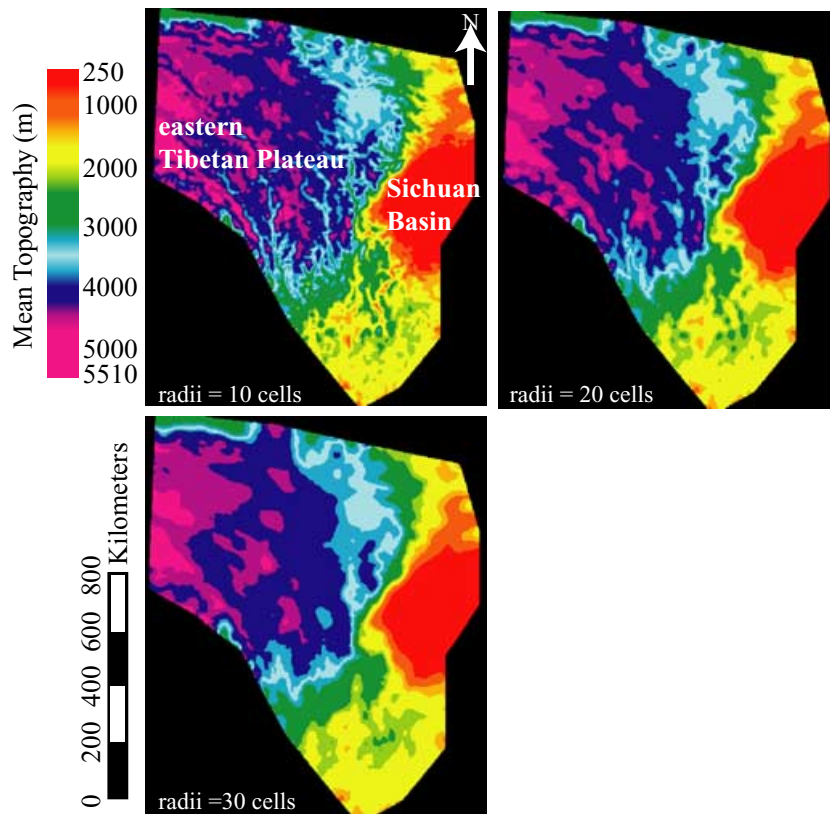 N
Mean Topography (m)
250
1000
2000
3000
4000
5000
5510
eastern
Tibetan Plateau
Sichuan
Basin
radii = 10 cells
radii = 20 cells
Kilometers
800
600
400
200
0
radii =30 cells